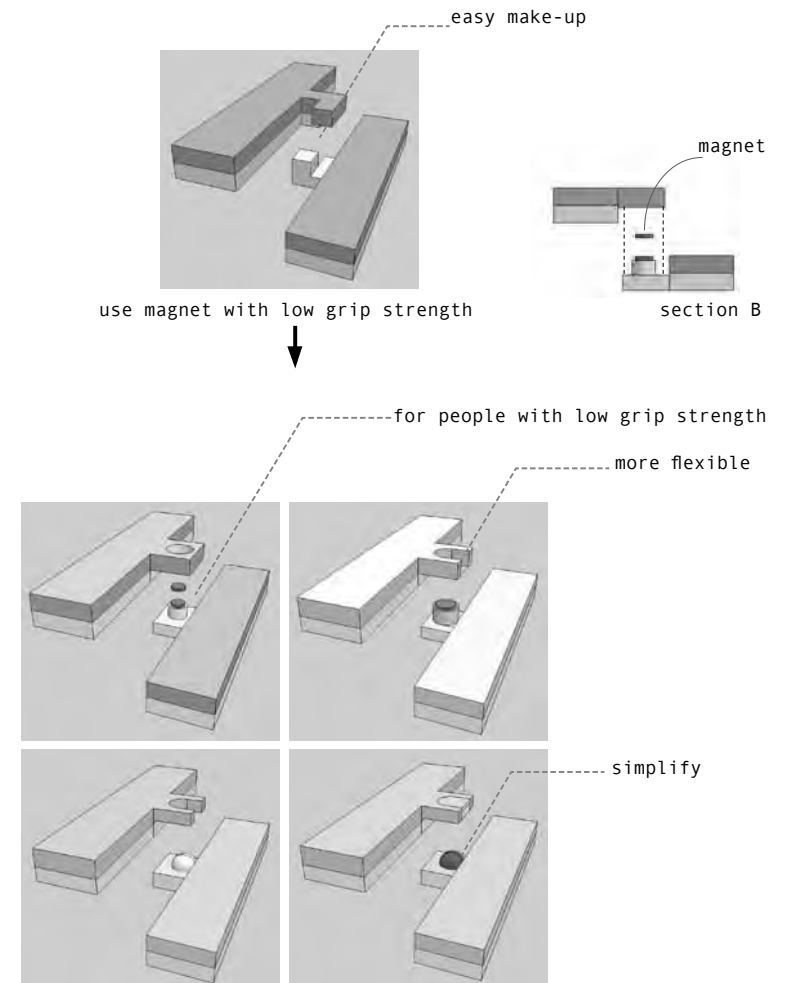 easy make-up
magnet
use magnet with low grip strength
section B
for people with low grip strength
more flexible
simplify